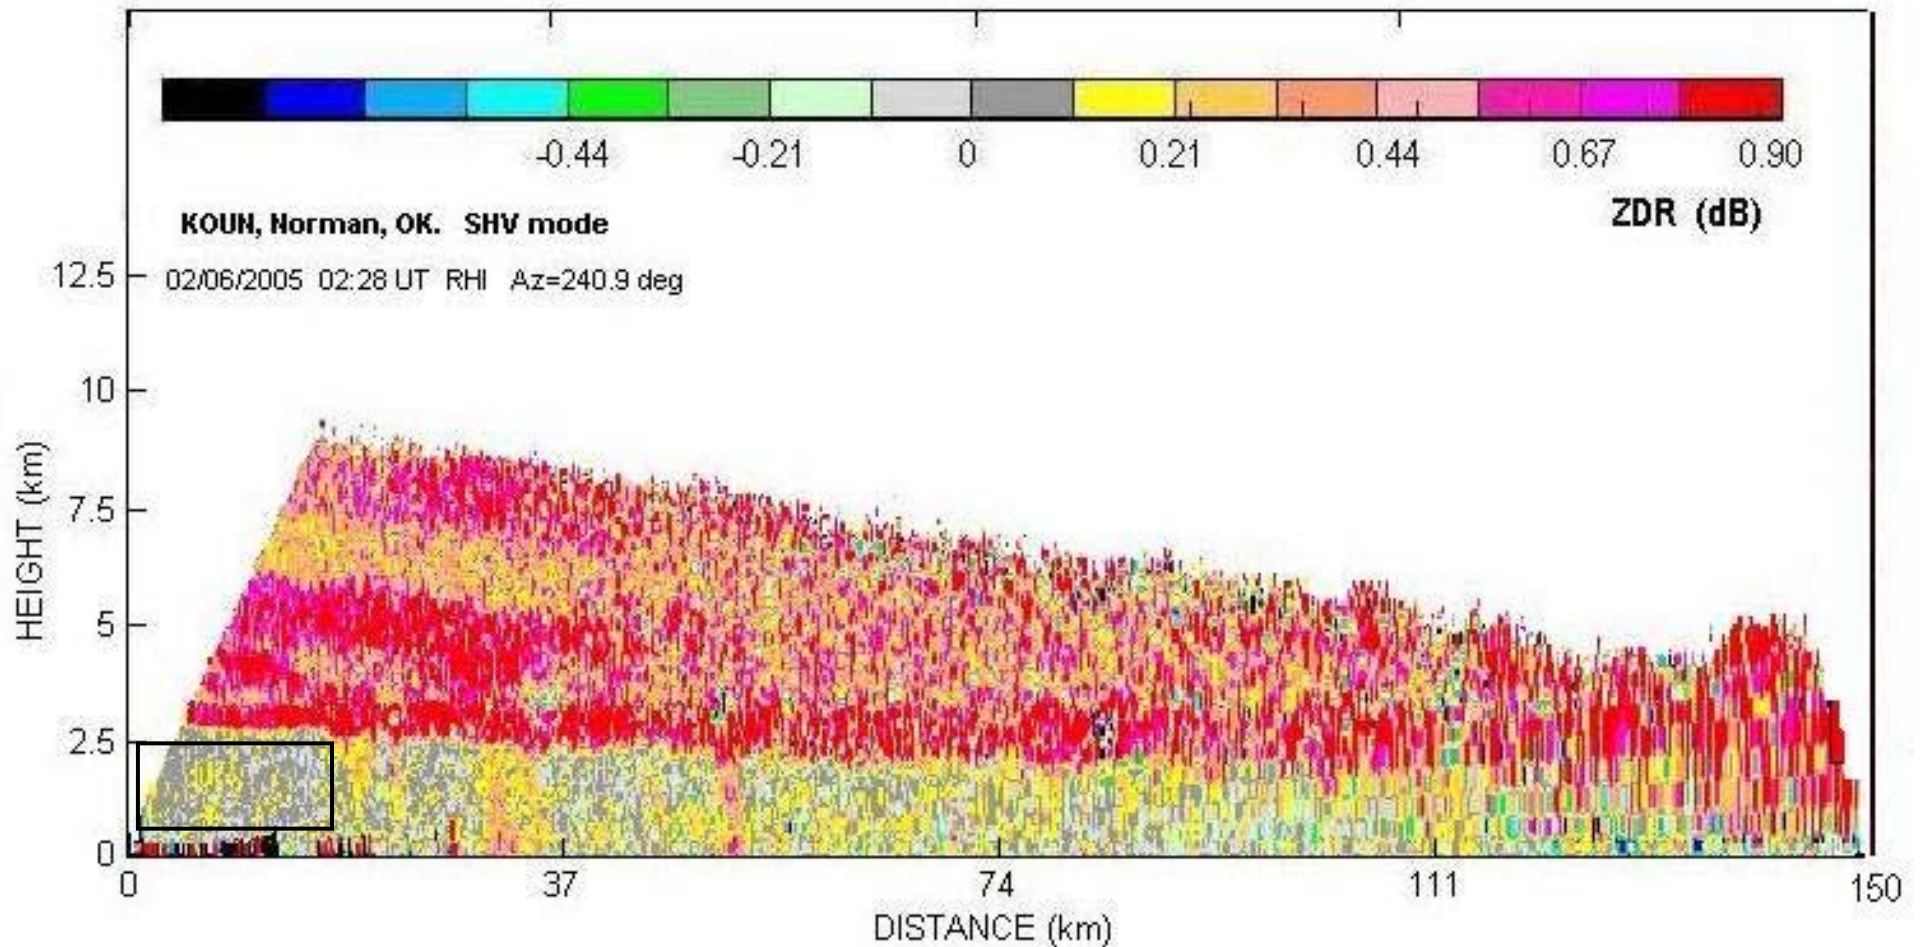 -0.44 -0.21 0 0.21 0.44 0.67 0.90
ZDR (dB)
KOUN, Norman, OK. SHV mode
02/06/2005 02:28 UT RHI Az=240.9 deg
12.5
10
7.5
5
2.5
0
HEIGHT (km)
0 37 74 111 150
DISTANCE (km)